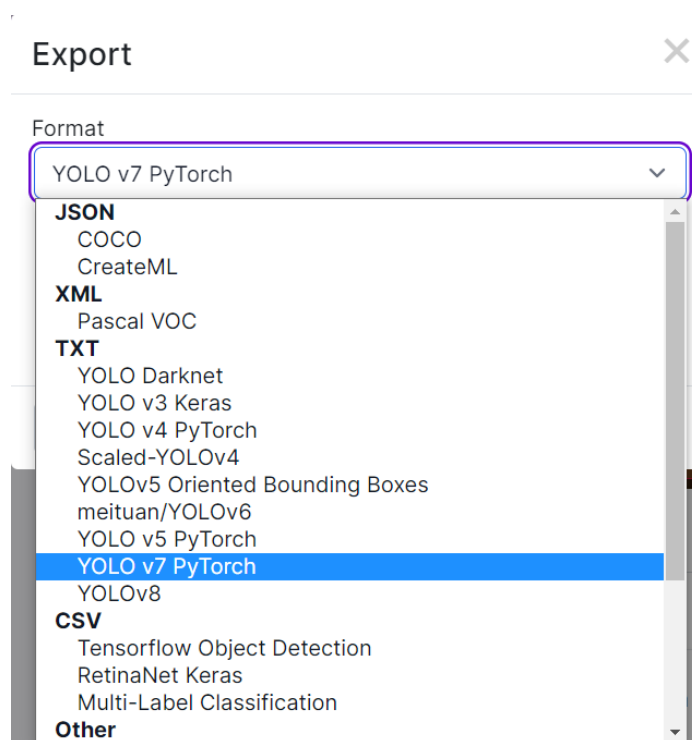 Export
Format
YOLO v7 PyTorch
JSON
COCO
CreateML
XML
Pascal VOC
TXT
YOLO Darknet
YOLO v3 Keras
YOLO v4 PyTorch
Scaled-YOLOv4
YOLOv5 Oriented Bounding Boxes
meituan/YOLOv6
YOLO v5 PyTorch
YOLO v7 PyTorch
YOLOv8
CSV
Tensorflow Object Detection
RetinaNet Keras
Multi-Label Classification
Other